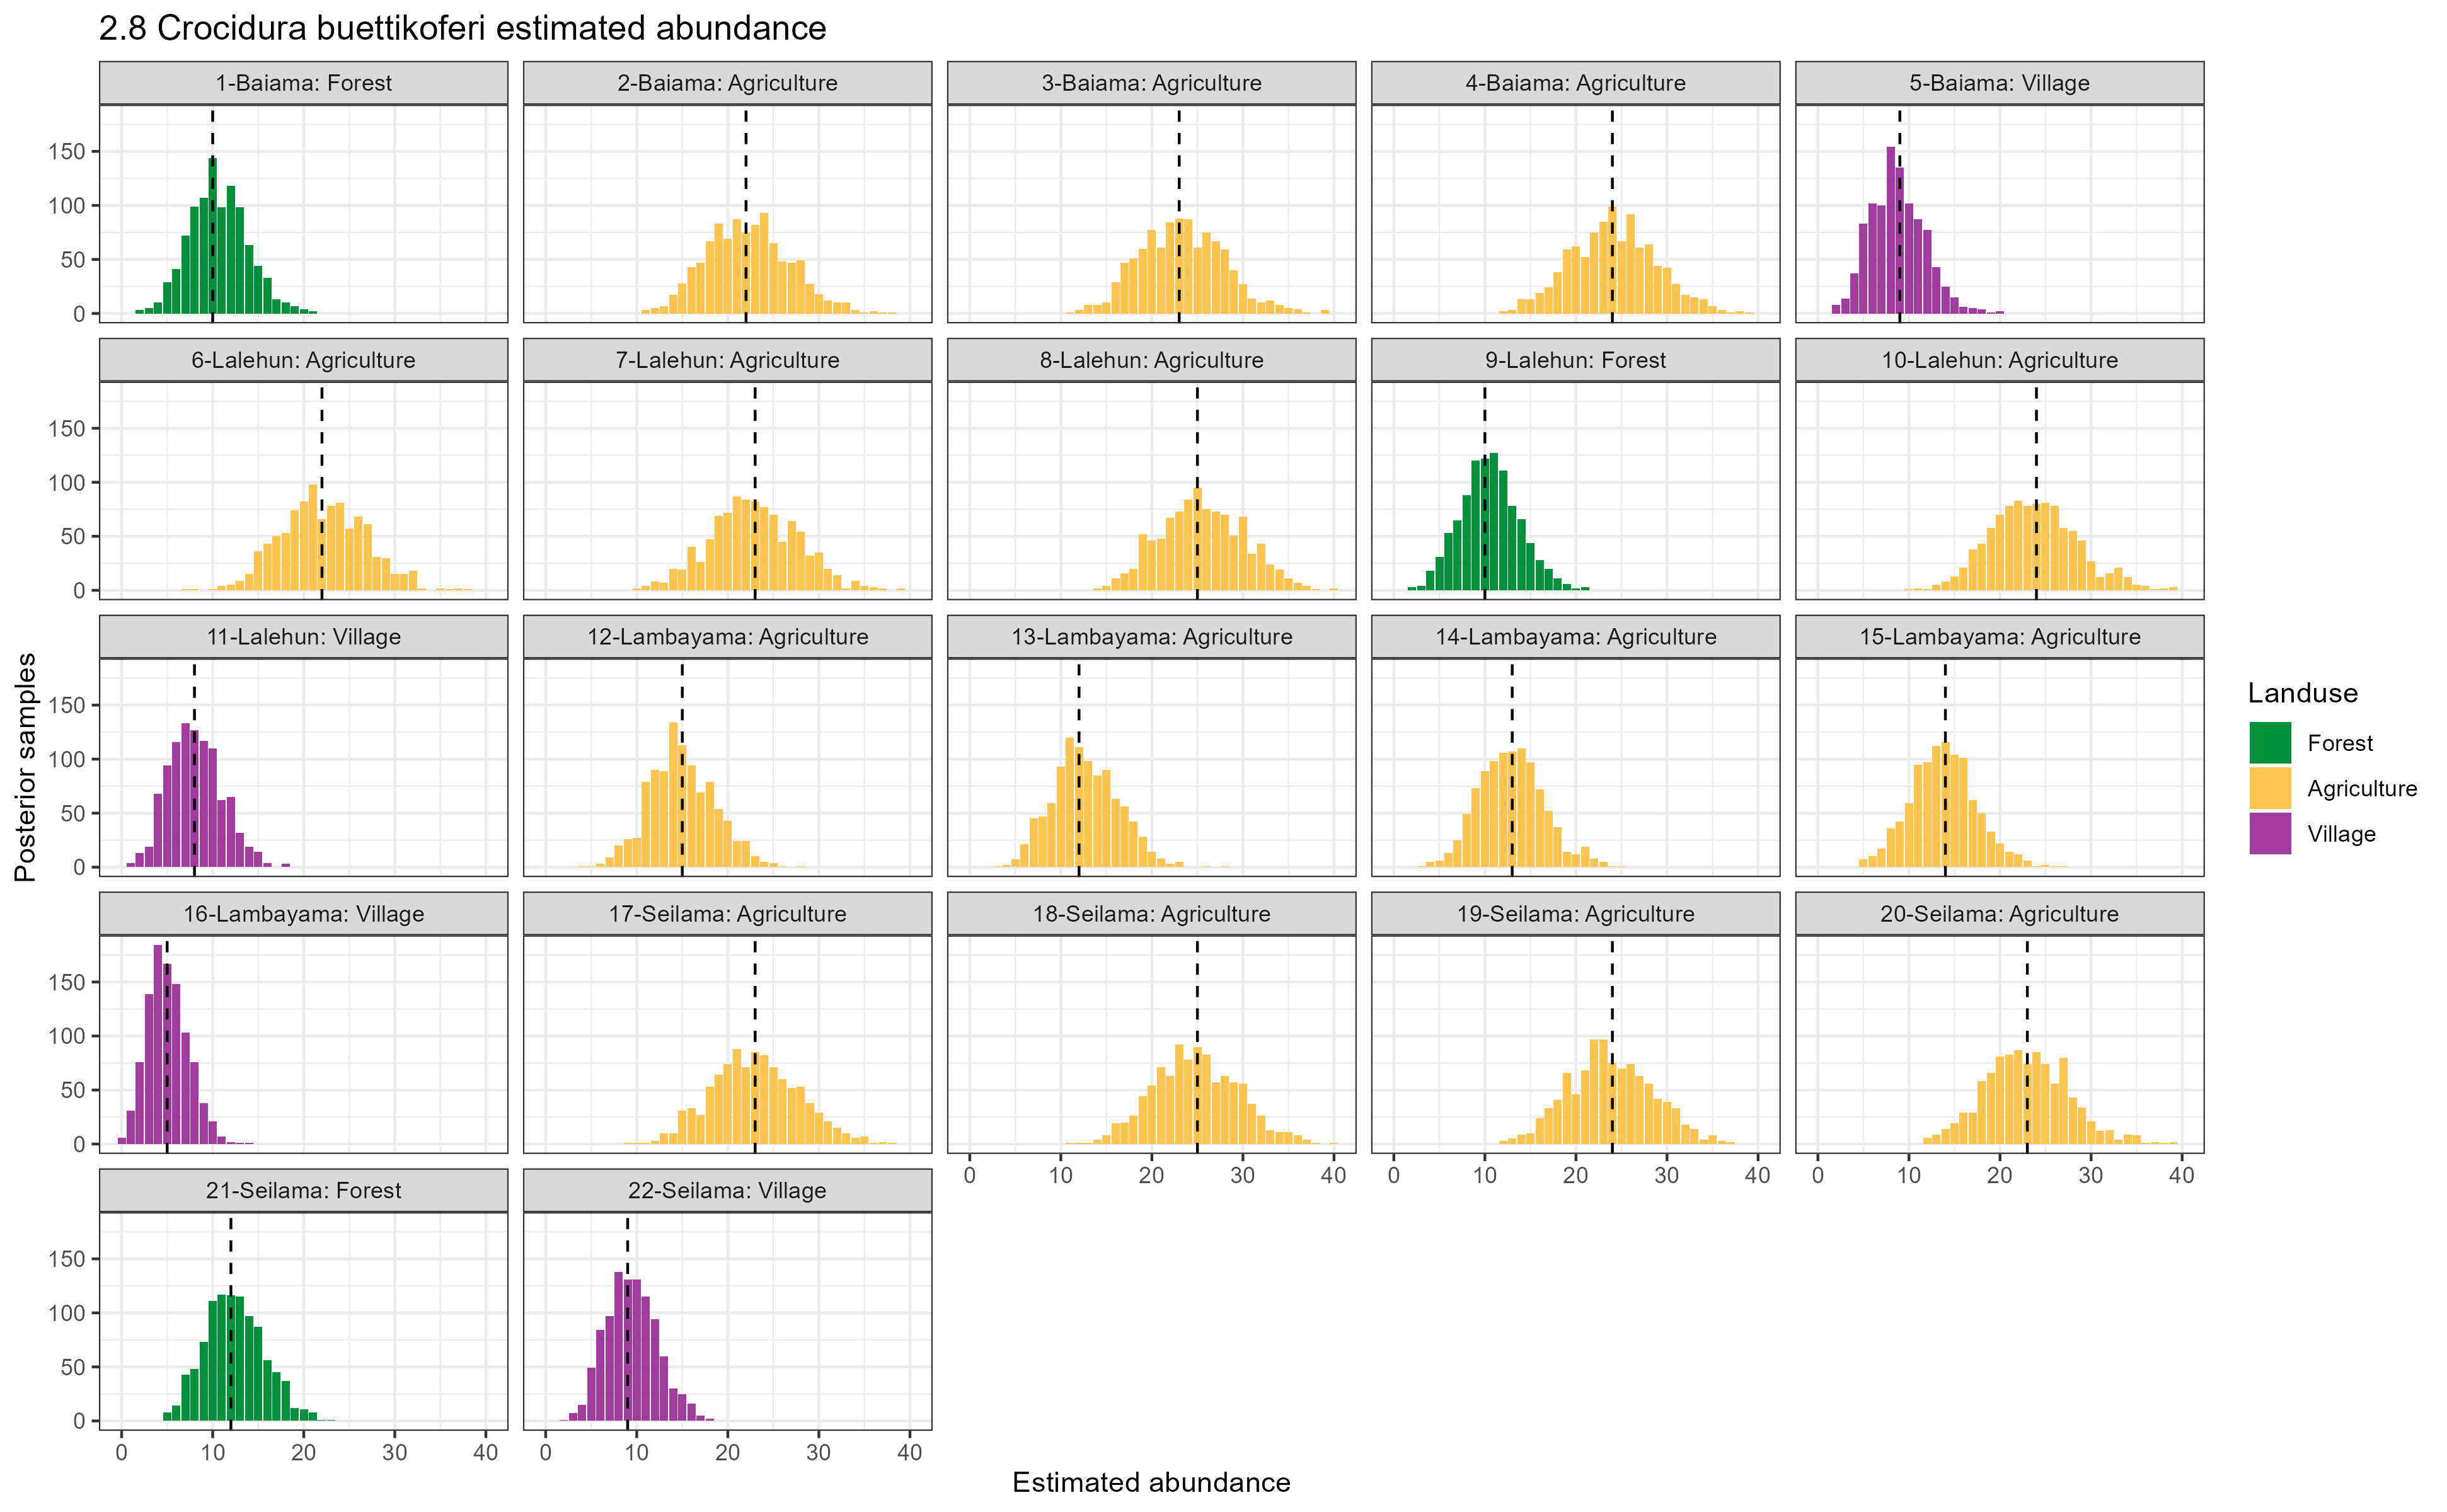 2.8 Crocidura buettikoferi estimated abundance
1-Baiama: Forest
2-Baiama: Agriculture
3-Baiama: Agriculture
4-Baiama: Agriculture
5-Baiama: Village
150
100
50
0
6-Lalehun: Agriculture
7-Lalehun: Agriculture
8-Lalehun: Agriculture
9-Lalehun: Forest
10-Lalehun: Agriculture
150
100
50
0
11-Lalehun: Village
12-Lambayama: Agriculture
13-Lambayama: Agriculture
14-Lambayama: Agriculture
15-Lambayama: Agriculture
150
100
50
0
16-Lambayama: Village
17-Seilama: Agriculture
18-Seilama: Agriculture
19-Seilama: Agriculture
20-Seilama: Agriculture
150
100
50
0
0 10 20 30 40
0 10 20 30 40
0 10 20 30 40
21-Seilama: Forest
22-Seilama: Village
150
100
50
0
0 10 20 30 40
0 10 20 30 40
Estimated abundance
Posterior samples
Landuse
Forest
Agriculture
Village